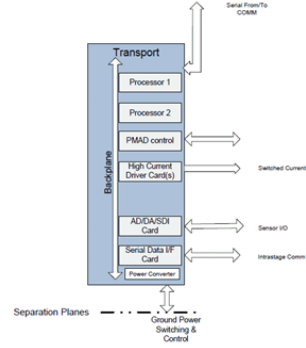 Serial From/To
COMM
Transport
Processor 1
Processor 2
PMAD control
High Current
Driver Card(s)
Switched Current
Backplane
AD/DA/SDI
Card
Sensor I/O
Serial Data I/F
Card
Intrastage Comm
Power Converter
Separation Planes
Ground Power
Switching &
Control